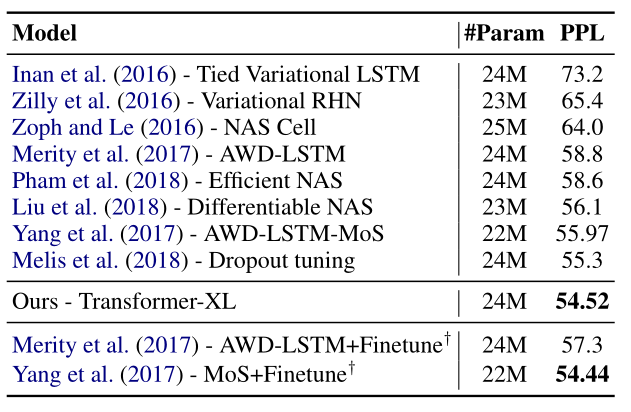 Model #Param PPL
Inan et al. (2016) - Tied Variational LSTM 24M 73.2
Zilly et al. (2016) - Variational RHN 23M 65.4
Zoph and Le (2016) - NAS Cell 25M 64.0
Merity et al. (2017) - AWD-LSTM 24M 58.8
Pham et al. (2018) - Efficient NAS 24M 58.6
Liu et al. (2018) - Differentiable NAS 23M 56.1
Yang et al. (2017) - AWD-LSTM-MoS 22M 55.97
Melis et al. (2018) - Dropout tuning 24M 55.3
Ours - Transformer-XL 24M 54.52
Merity et al. (2017) - AWD-LSTM+Finetune† 24M 57.3
Yang et al. (2017) - MoS+Finetune† 22M 54.44